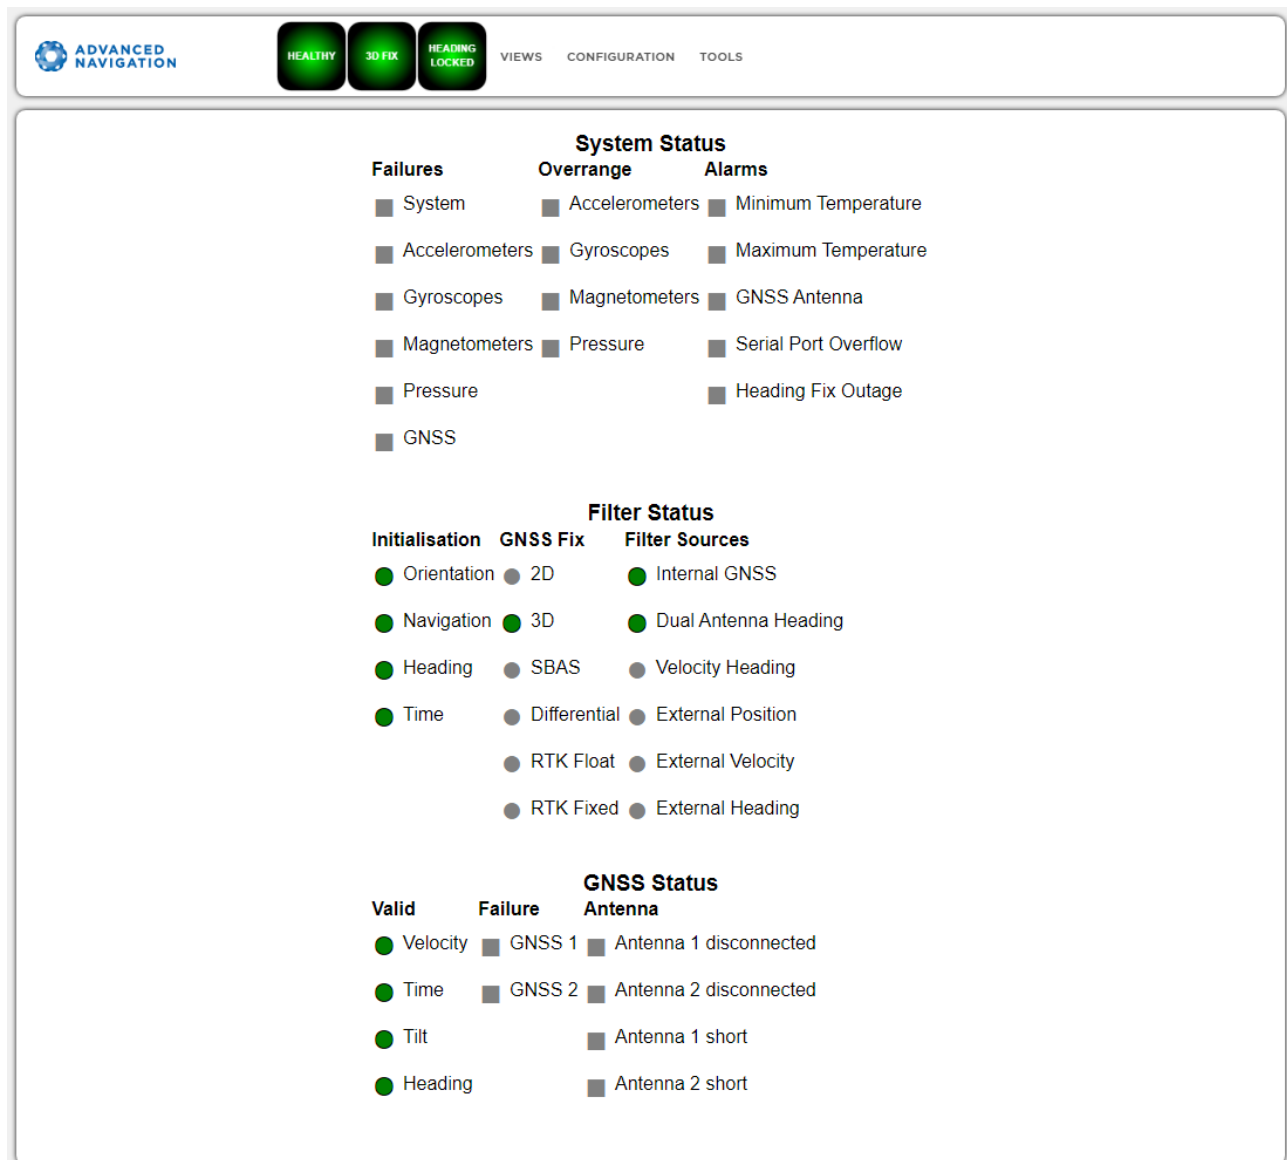 ADVANCED NAVIGATION
HEALTHY
3D FIX
HEADING LOCKED
VIEWS CONFIGURATION TOOLS
System Status
Failures Overrange Alarms
System Accelerometers Minimum Temperature
Accelerometers Gyroscopes Maximum Temperature
Gyroscopes Magnetometers GNSS Antenna
Magnetometers Pressure Serial Port Overflow
Pressure Heading Fix Outage
GNSS
Filter Status
Initialisation GNSS Fix Filter Sources
Orientation 2D Internal GNSS
Navigation 3D Dual Antenna Heading
Heading SBAS Velocity Heading
Time Differential External Position
RTK Float External Velocity
RTK Fixed External Heading
GNSS Status
Valid Failure Antenna
Velocity GNSS 1 Antenna 1 disconnected
Time GNSS 2 Antenna 2 disconnected
Tilt Antenna 1 short
Heading Antenna 2 short